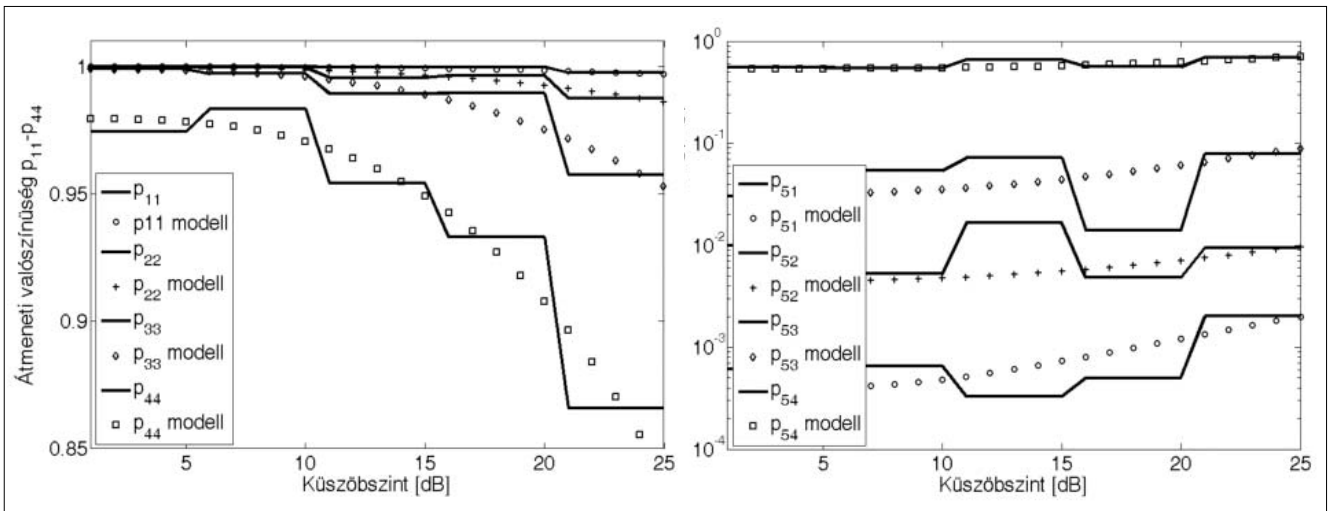 Átmeneti valószínűség p11-p44
1
0.95
0.9
0.85
5
10
15
20
25
Küszöbszint [dB]
p11
p11 modell
p22
p22 modell
p33
p33 modell
p44
p44 modell
10^0
10^-1
10^-2
10^-3
10^-4
5
10
15
20
25
Küszöbszint [dB]
p51
p51 modell
p52
p52 modell
p53
p53 modell
p54
p54 modell